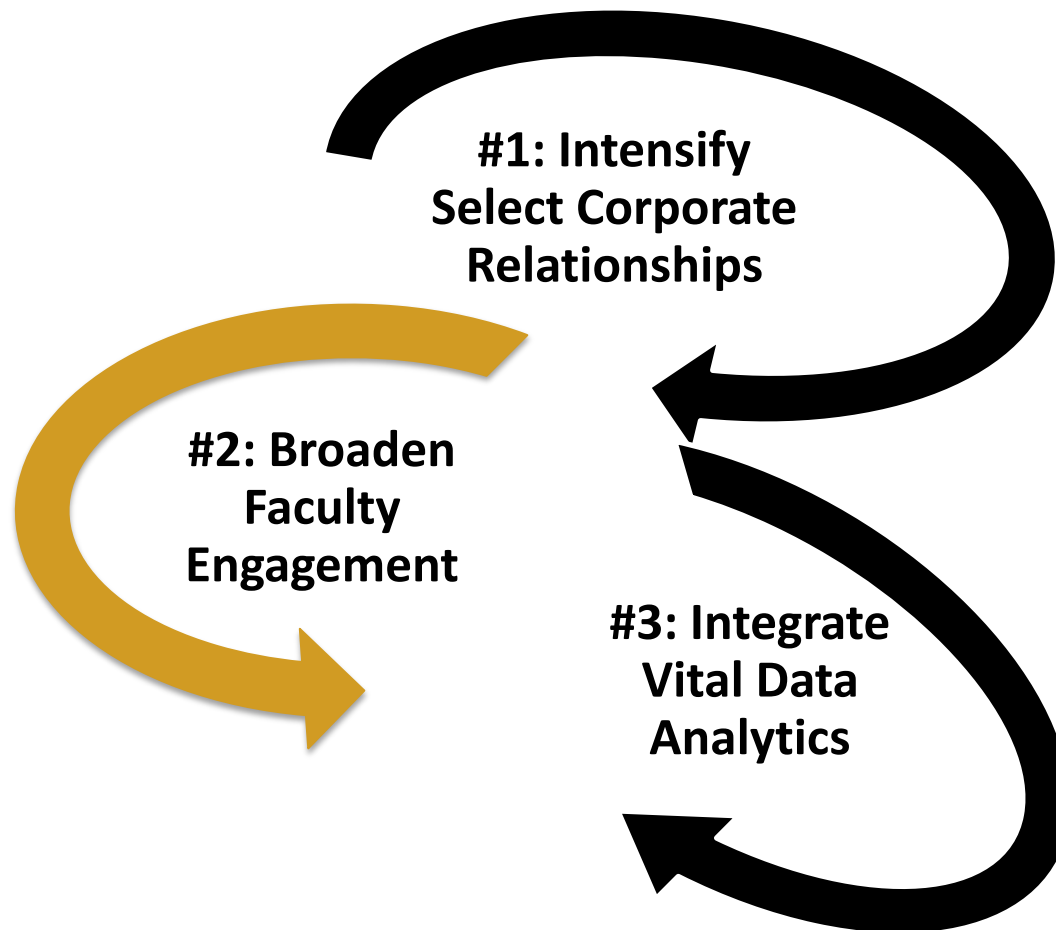 #1: Intensify
Select Corporate
Relationships
#2: Broaden
Faculty
Engagement
#3: Integrate
Vital Data
Analytics